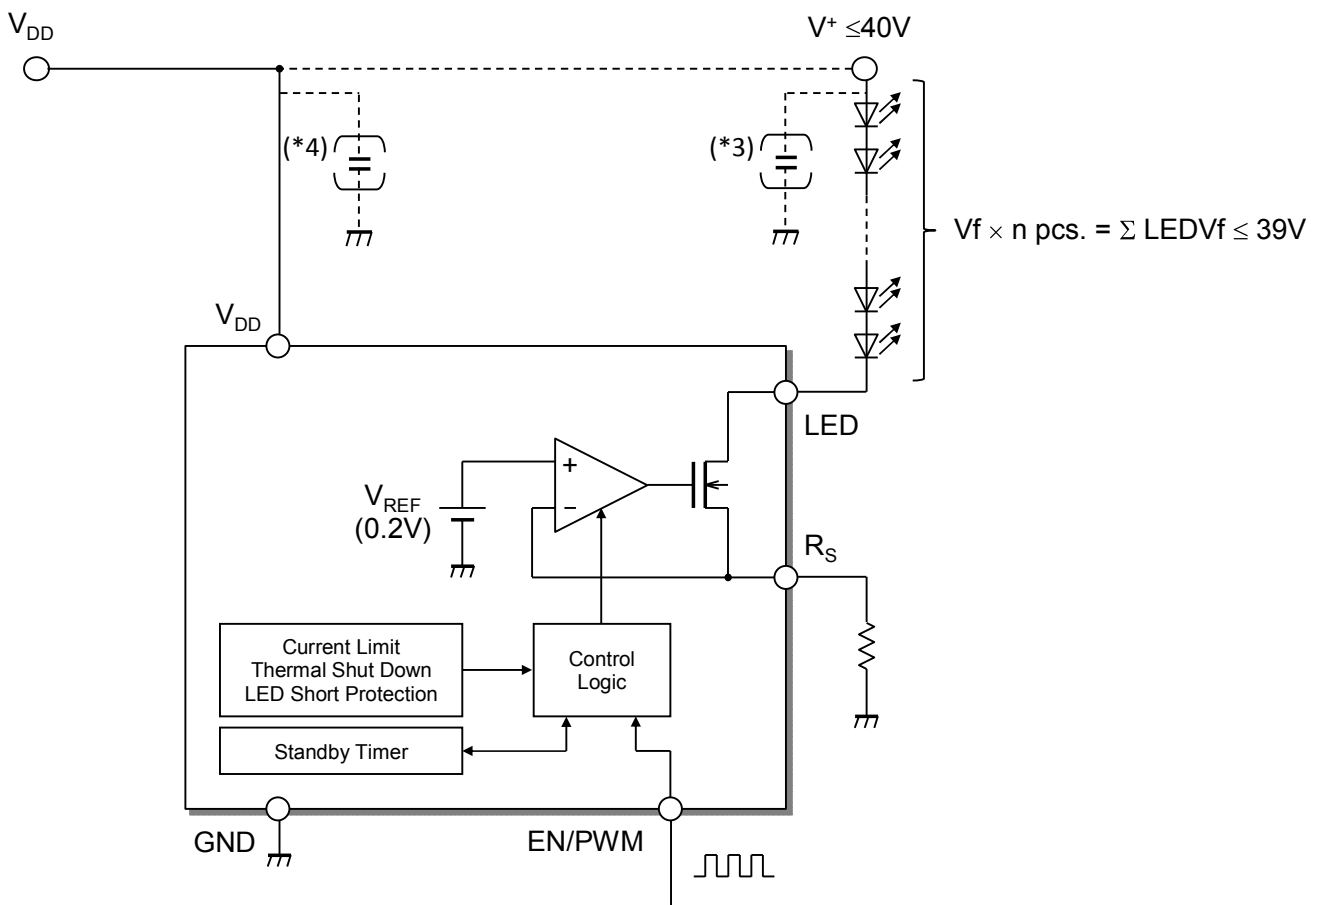 VDD
V+ ≤40V
(*4)
(*3)
Vf × n pcs. = Σ LEDVf ≤ 39V
VDD
LED
+
VREF
(0.2V)
−
RS
Current Limit
Thermal Shut Down
LED Short Protection
Control
Logic
Standby Timer
GND
EN/PWM